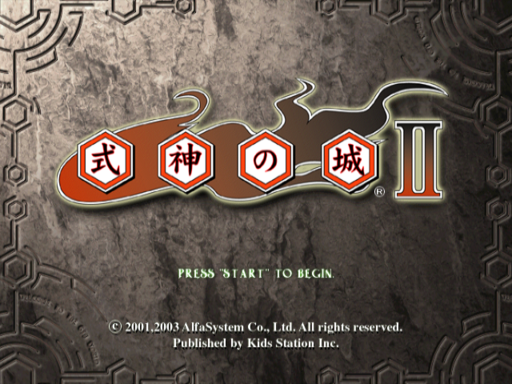 式神の城 II
®
PRESS "START" TO BEGIN.
© 2001,2003 AlfaSystem Co., Ltd. All rights reserved.
Published by Kids Station Inc.